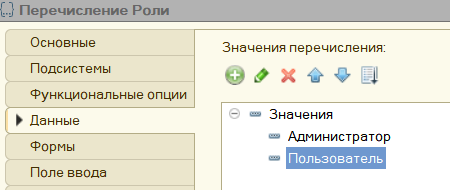 Перечисление Роли
Основные
Подсистемы
Функциональные опции
Данные
Формы
Поле ввода
Значения перечисления:
Значения
Администратор
Пользователь